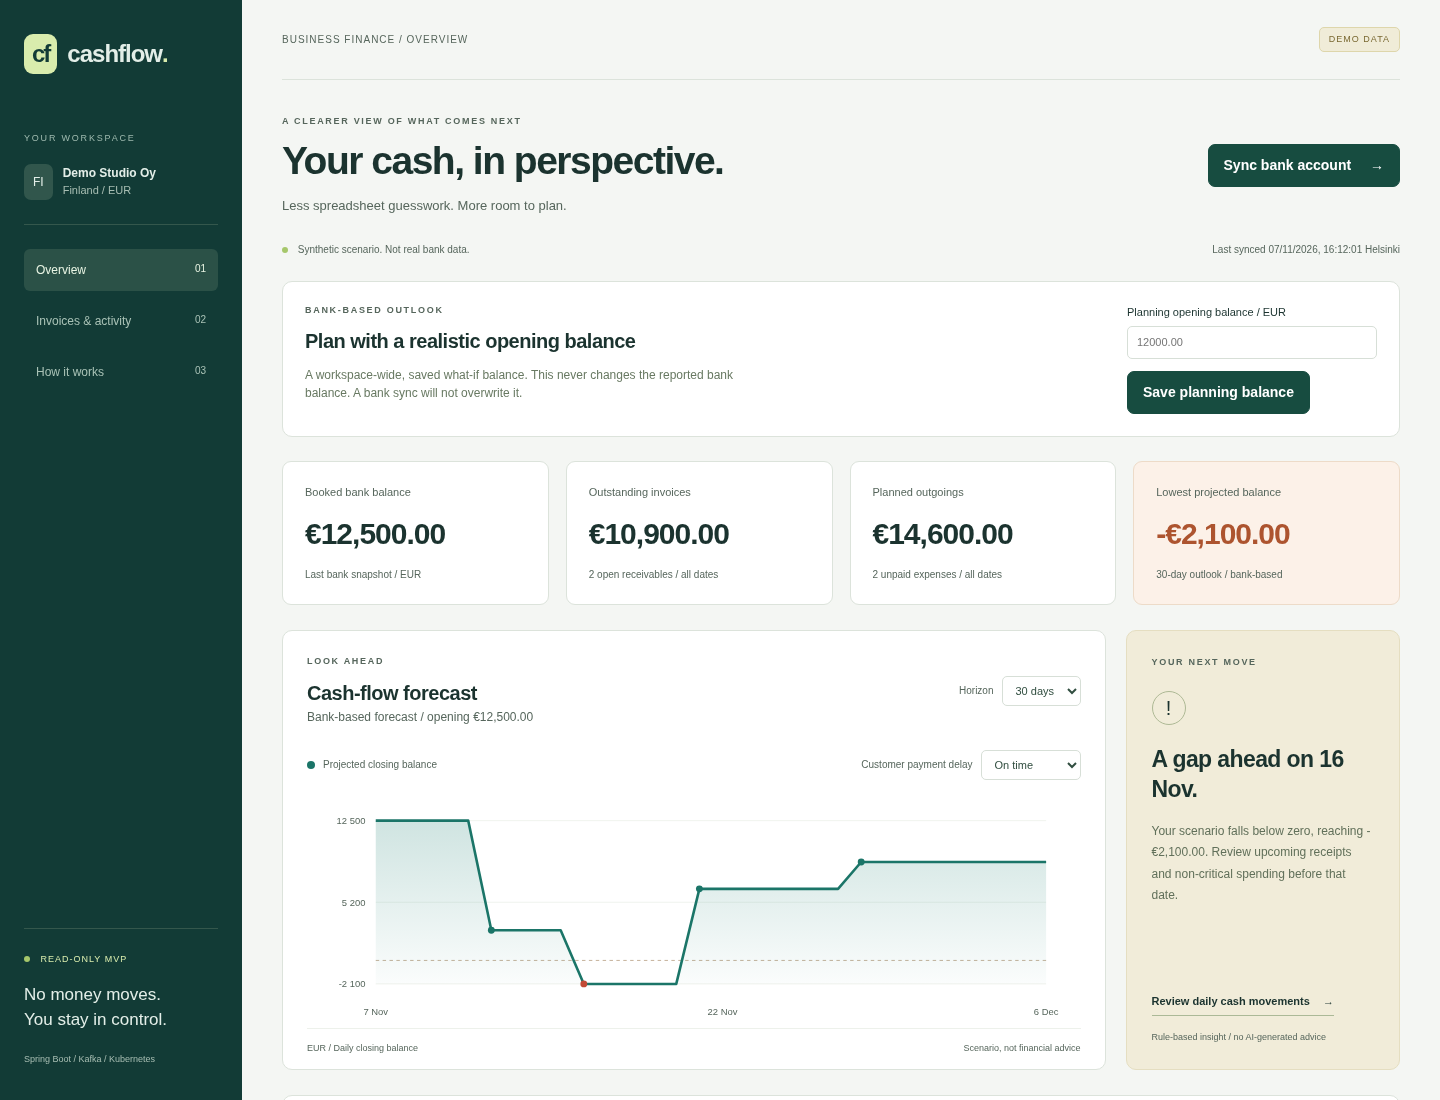 cf cashflow.
YOUR WORKSPACE
FI
Demo Studio Oy
Finland / EUR
Overview 01
Invoices & activity 02
How it works 03
READ-ONLY MVP
No money moves.
You stay in control.
Spring Boot / Kafka / Kubernetes
BUSINESS FINANCE / OVERVIEW
DEMO DATA
A CLEARER VIEW OF WHAT COMES NEXT
Your cash, in perspective.
Less spreadsheet guesswork. More room to plan.
Sync bank account →
Synthetic scenario. Not real bank data.
Last synced 07/11/2026, 16:12:01 Helsinki
BANK-BASED OUTLOOK
Plan with a realistic opening balance
A workspace-wide, saved what-if balance. This never changes the reported bank
balance. A bank sync will not overwrite it.
Planning opening balance / EUR
12000.00
Save planning balance
Booked bank balance
€12,500.00
Last bank snapshot / EUR
Outstanding invoices
€10,900.00
2 open receivables / all dates
Planned outgoings
€14,600.00
2 unpaid expenses / all dates
Lowest projected balance
-€2,100.00
30-day outlook / bank-based
LOOK AHEAD
Cash-flow forecast
Bank-based forecast / opening €12,500.00
Horizon 30 days
Projected closing balance
Customer payment delay On time
12 500
5 200
-2 100
7 Nov 22 Nov 6 Dec
EUR / Daily closing balance
Scenario, not financial advice
YOUR NEXT MOVE
!
A gap ahead on 16
Nov.
Your scenario falls below zero, reaching -
€2,100.00. Review upcoming receipts
and non-critical spending before that
date.
Review daily cash movements →
Rule-based insight / no AI-generated advice